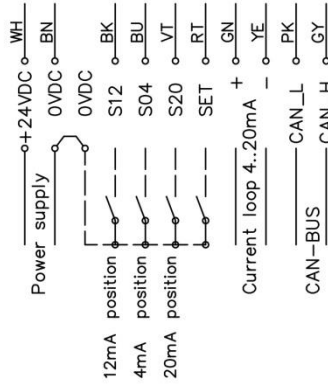 WH
BN
BK
BU
VT
RT
GN
YE
PK
GY
+24VDC
0VDC
0VDC
S12
S04
S20
SET
+
-
CAN_L
CAN_H
Power supply
12mA position
4mA position
20mA position
Current loop 4..20mA
CAN-BUS